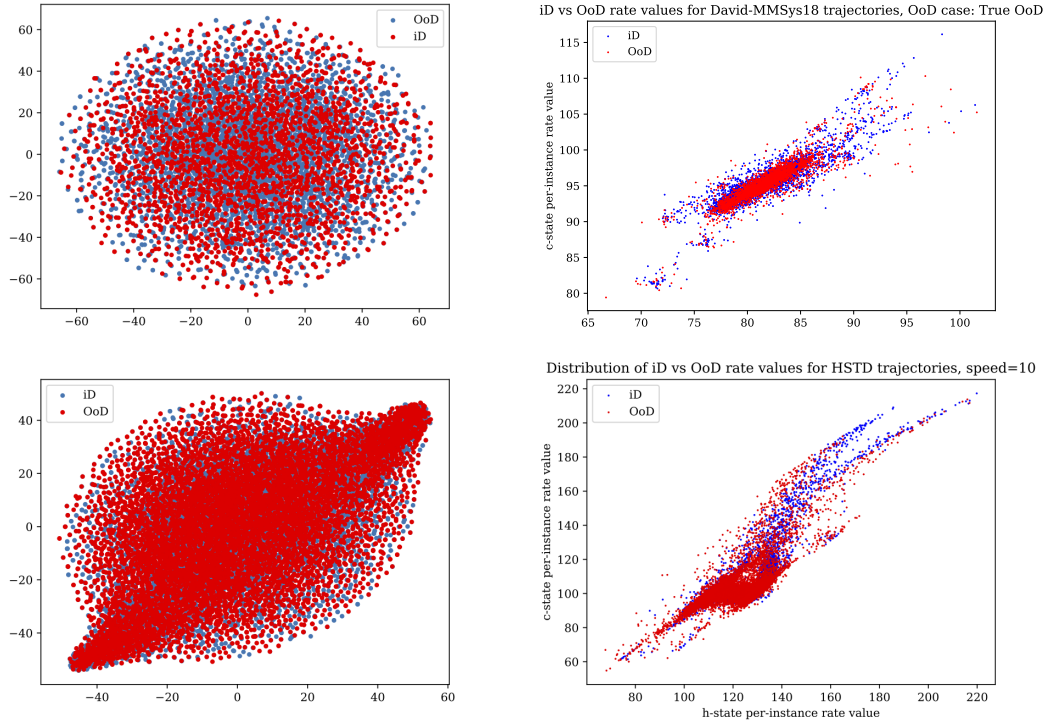 OoD
iD
60
40
20
0
−20
−40
−60
−60 −40 −20 0 20 40 60
iD vs OoD rate values for David-MMSys18 trajectories, OoD case: True OoD
iD
OoD
c-state per-instance rate value
115
110
105
100
95
90
85
80
65 70 75 80 85 90 95 100
iD
OoD
40
20
0
−20
−40
−40 −20 0 20 40 60
Distribution of iD vs OoD rate values for HSTD trajectories, speed=10
iD
OoD
c-state per-instance rate value
220
200
180
160
140
120
100
80
60
80 100 120 140 160 180 200 220
h-state per-instance rate value